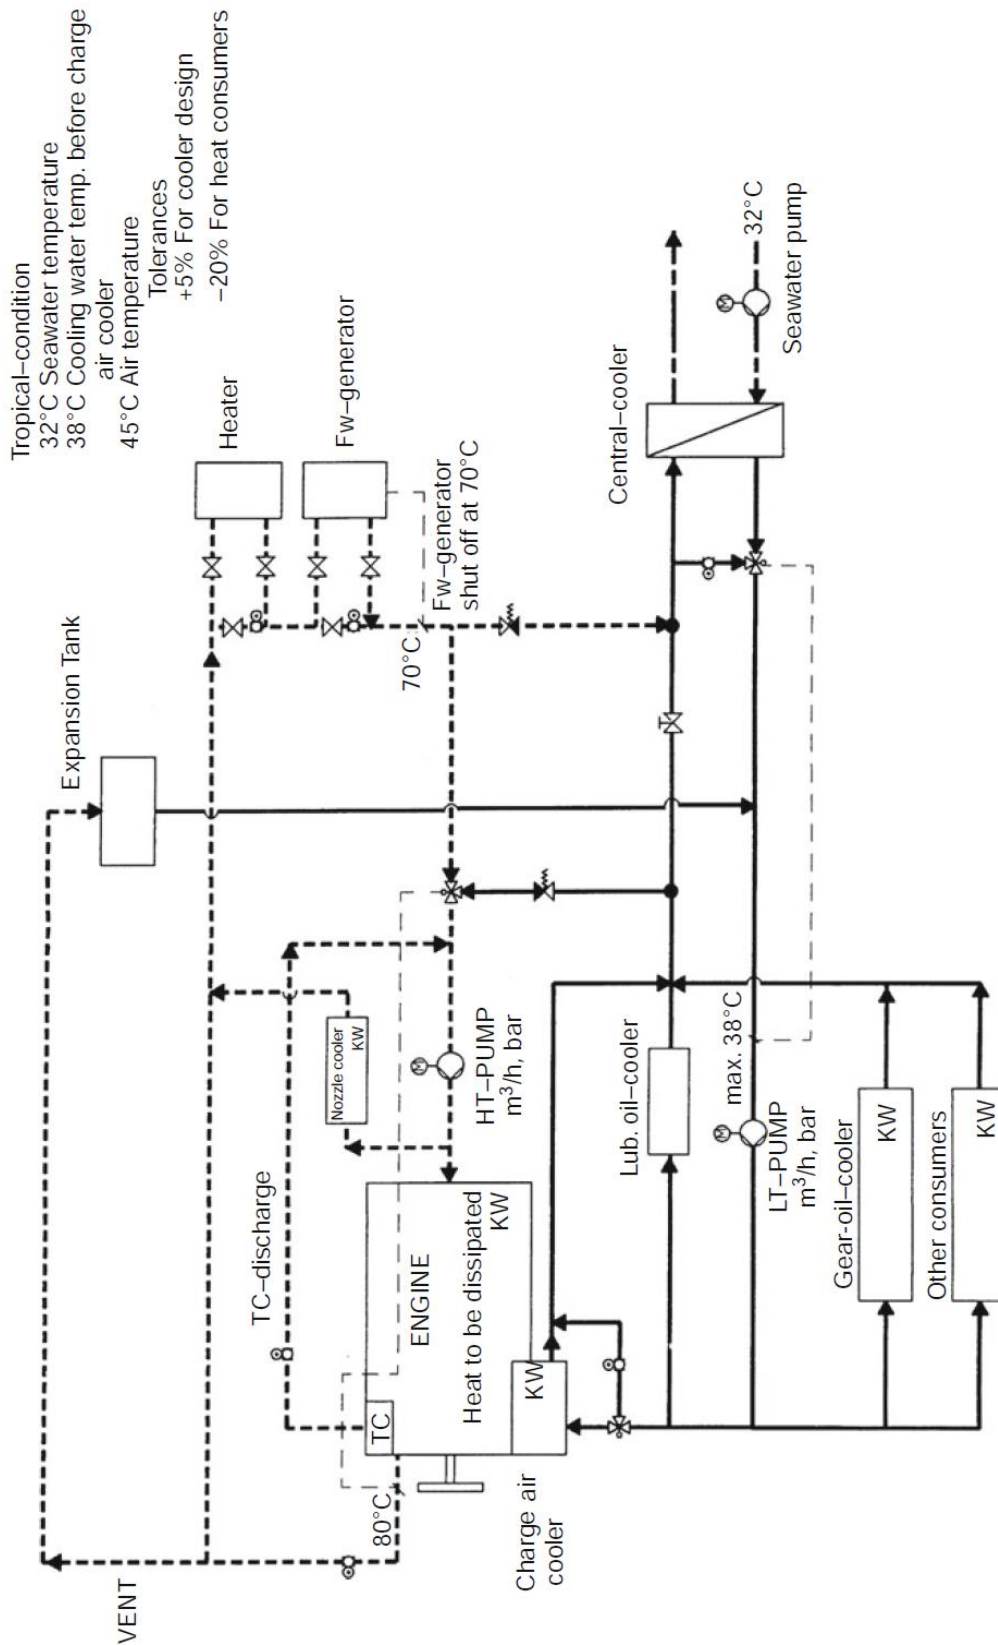 Tropical–condition
32°C Seawater temperature
38°C Cooling water temp. before charge
air cooler
45°C Air temperature
Tolerances
+5% For cooler design
–20% For heat consumers
Expansion Tank
Heater
Fw–generator
Fw–generator
shut off at 70°C
70°C
VENT
TC–discharge
Nozzle cooler
KW
HT–PUMP
m³/h, bar
M
80°C
TC
ENGINE
Heat to be dissipated
KW
KW
Charge air
cooler
Lub. oil–cooler
Central–cooler
M
32°C
Seawater pump
max. 38°C
M
LT–PUMP
m³/h, bar
Gear-oil–cooler
KW
Other consumers
KW